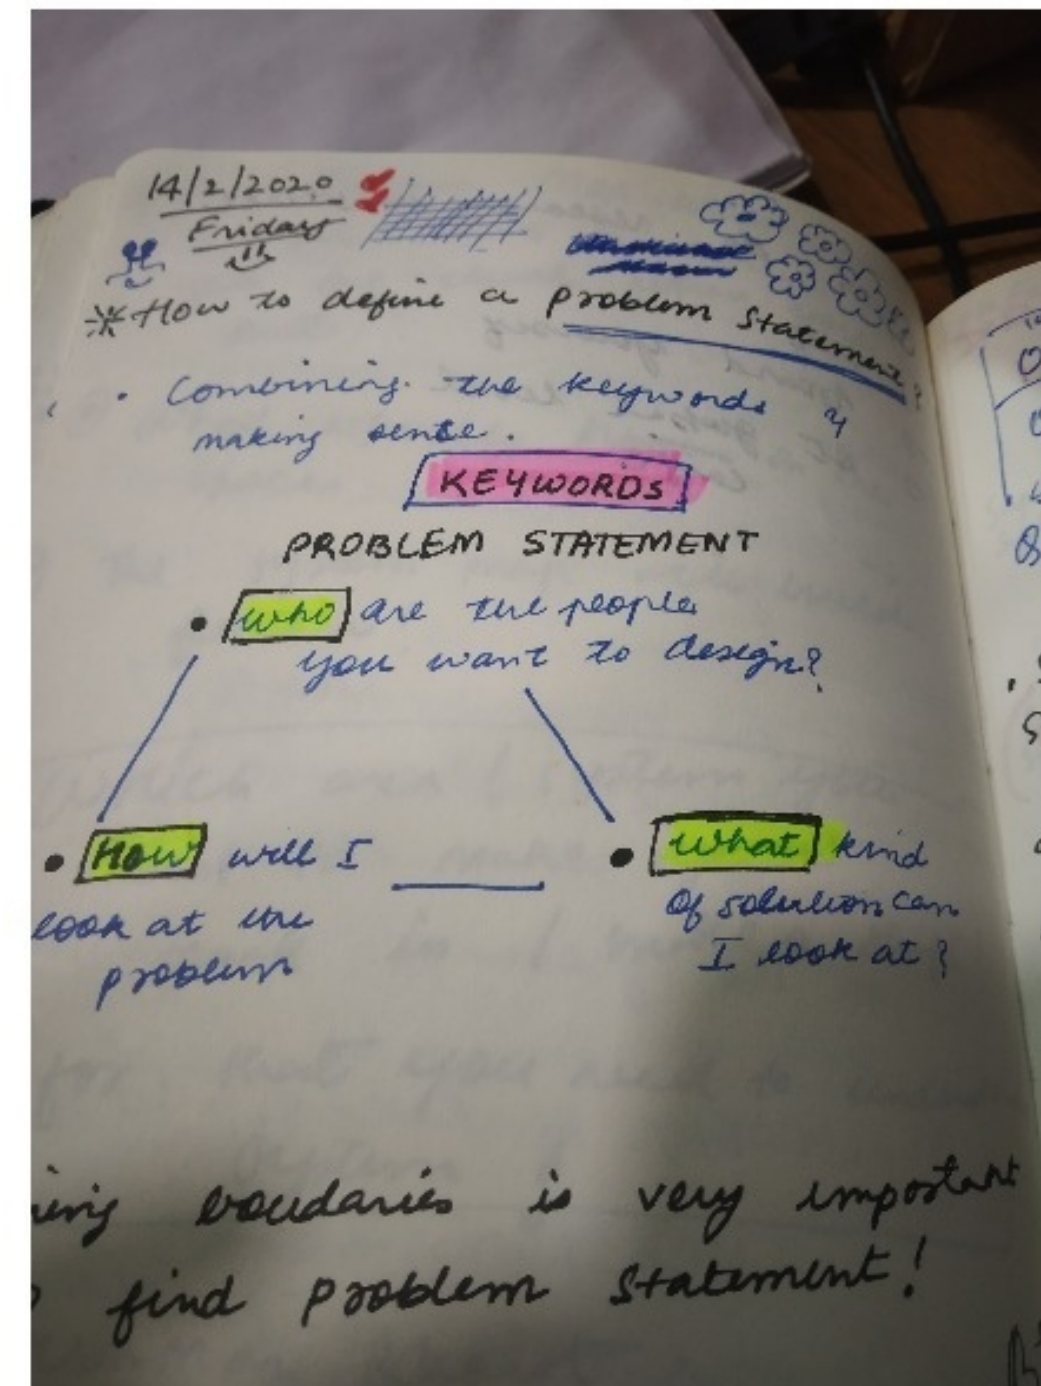 14/2/2020
Friday
How to define a problem statement
Combining the keywords &
making sense.
KEYWORDS
PROBLEM STATEMENT
who are the people
you want to design?
How will I
look at the
problem
what kind
of solution can
I look at?
boudaries is very important
find problem statement!